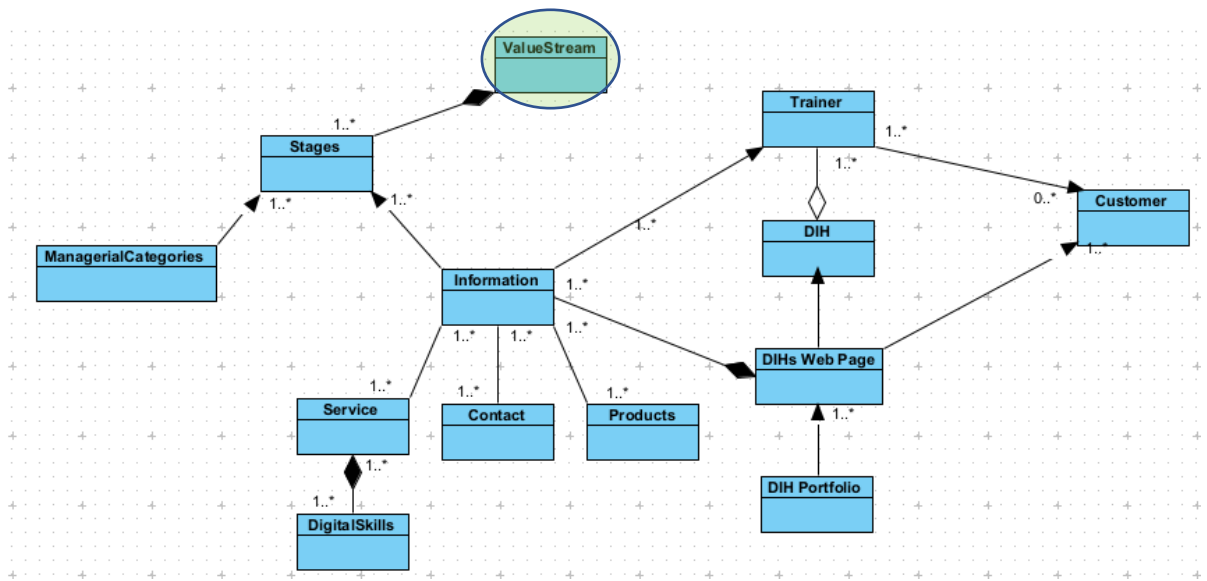 ValueStream
Trainer
1..*
1..*
Stages
1..*
1..*
1..*
1..*
0..*
Customer
1..*
DIH
1..*
ManagerialCategories
Information
1..*
1..*
1..*
1..*
DIHs Web Page
1..*
1..*
1..*
Service
Contact
Products
1..*
1..*
1..*
DIH Portfolio
DigitalSkills